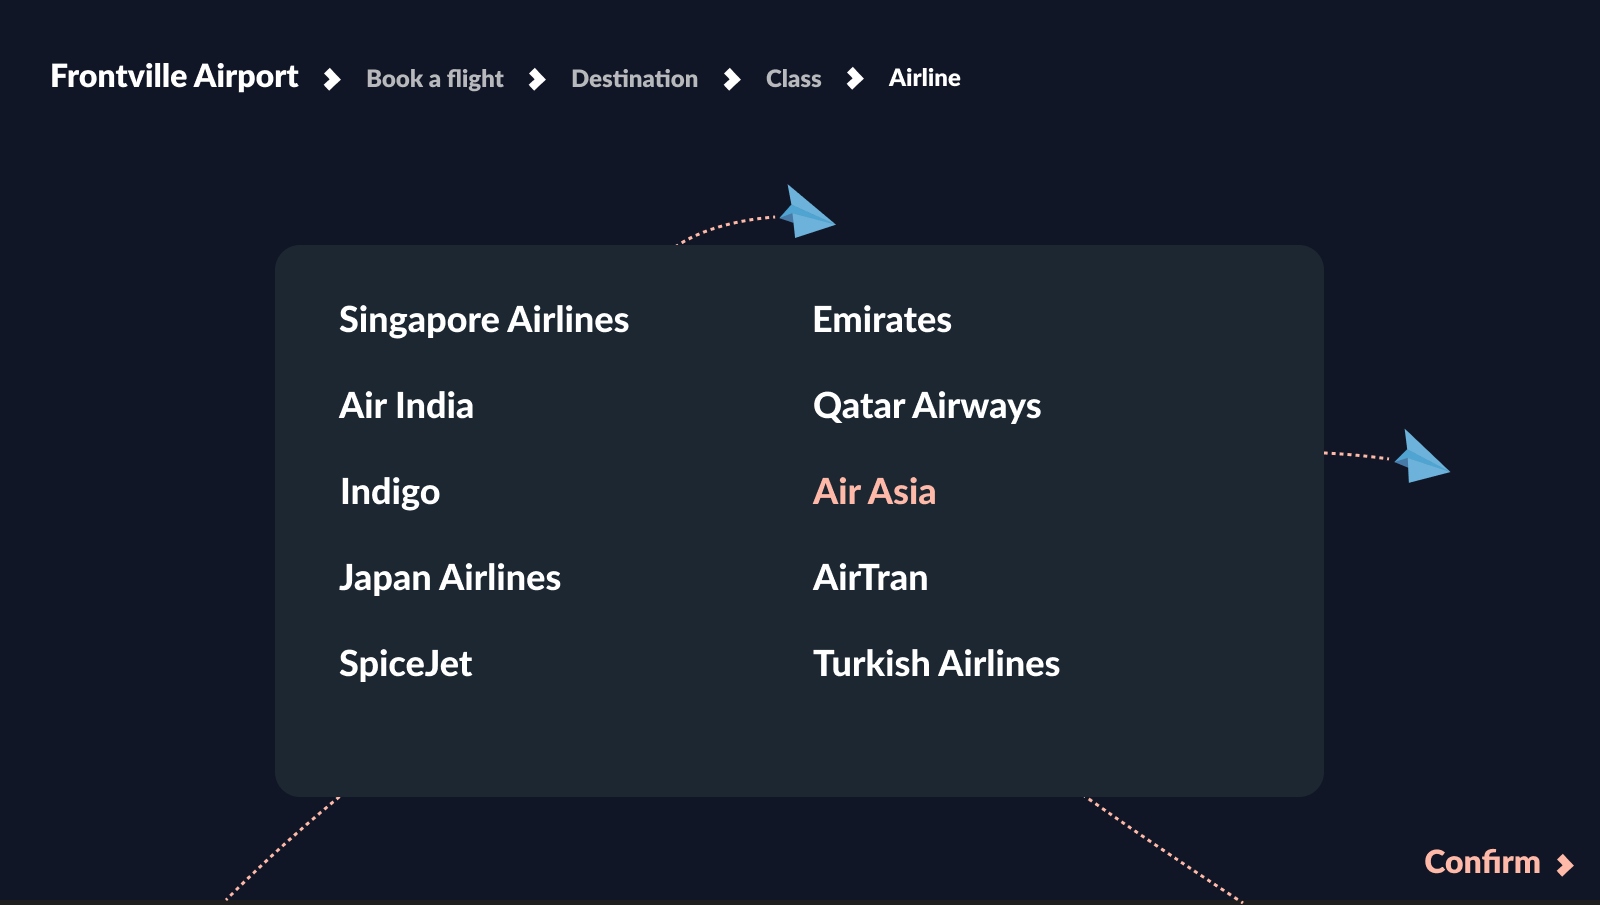 Frontville Airport Book a flight Destination Class Airline
Singapore Airlines
Air India
Indigo
Japan Airlines
SpiceJet
Emirates
Qatar Airways
Air Asia
AirTran
Turkish Airlines
Confirm